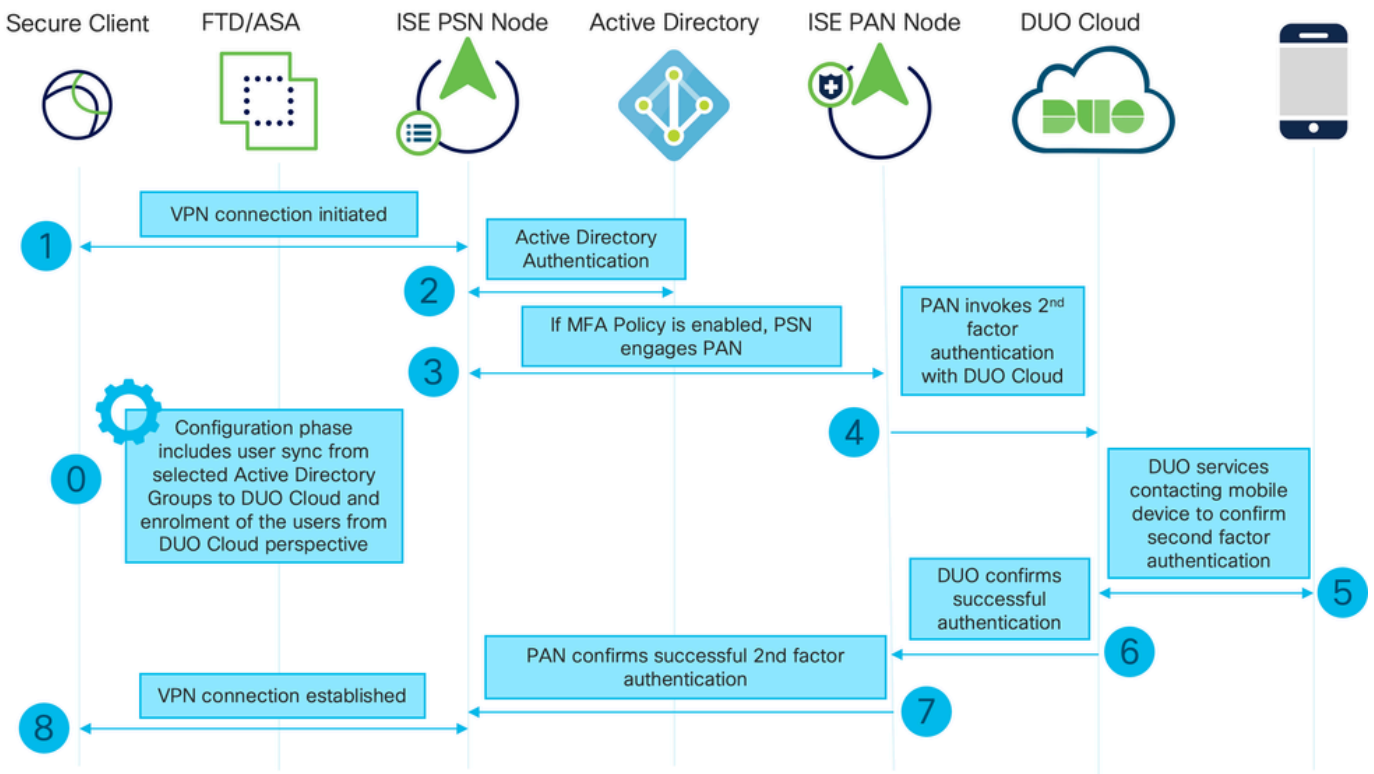 Secure Client
FTD/ASA
ISE PSN Node
Active Directory
ISE PAN Node
DUO Cloud
DUO
VPN connection initiated
1
Active Directory
Authentication
2
If MFA Policy is enabled, PSN
engages PAN
3
PAN invokes 2nd
factor
authentication
with DUO Cloud
4
0
Configuration phase
includes user sync from
selected Active Directory
Groups to DUO Cloud and
enrolment of the users from
DUO Cloud perspective
DUO services
contacting mobile
device to confirm
second factor
authentication
5
DUO confirms
successful
authentication
6
PAN confirms successful 2nd factor
authentication
7
VPN connection established
8